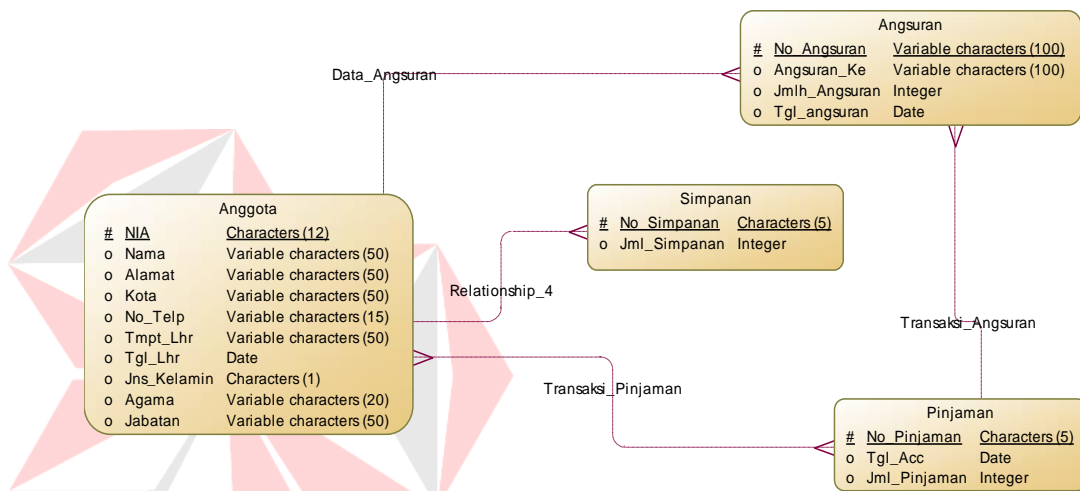 Angsuran
# No_Angsuran Variable characters (100)
o Angsuran_Ke Variable characters (100)
o Jmlh_Angsuran Integer
o Tgl_angsuran Date
Data_Angsuran
Simpanan
# No_Simpanan Characters (5)
o Jml_Simpanan Integer
Anggota
# NIA Characters (12)
o Nama Variable characters (50)
o Alamat Variable characters (50)
o Kota Variable characters (50)
o No_Telp Variable characters (15)
o Tmpt_Lhr Variable characters (50)
o Tgl_Lhr Date
o Jns_Kelamin Characters (1)
o Agama Variable characters (20)
o Jabatan Variable characters (50)
Relationship_4
Transaksi_Angsuran
Transaksi_Pinjaman
Pinjaman
# No_Pinjaman Characters (5)
o Tgl_Acc Date
o Jml_Pinjaman Integer